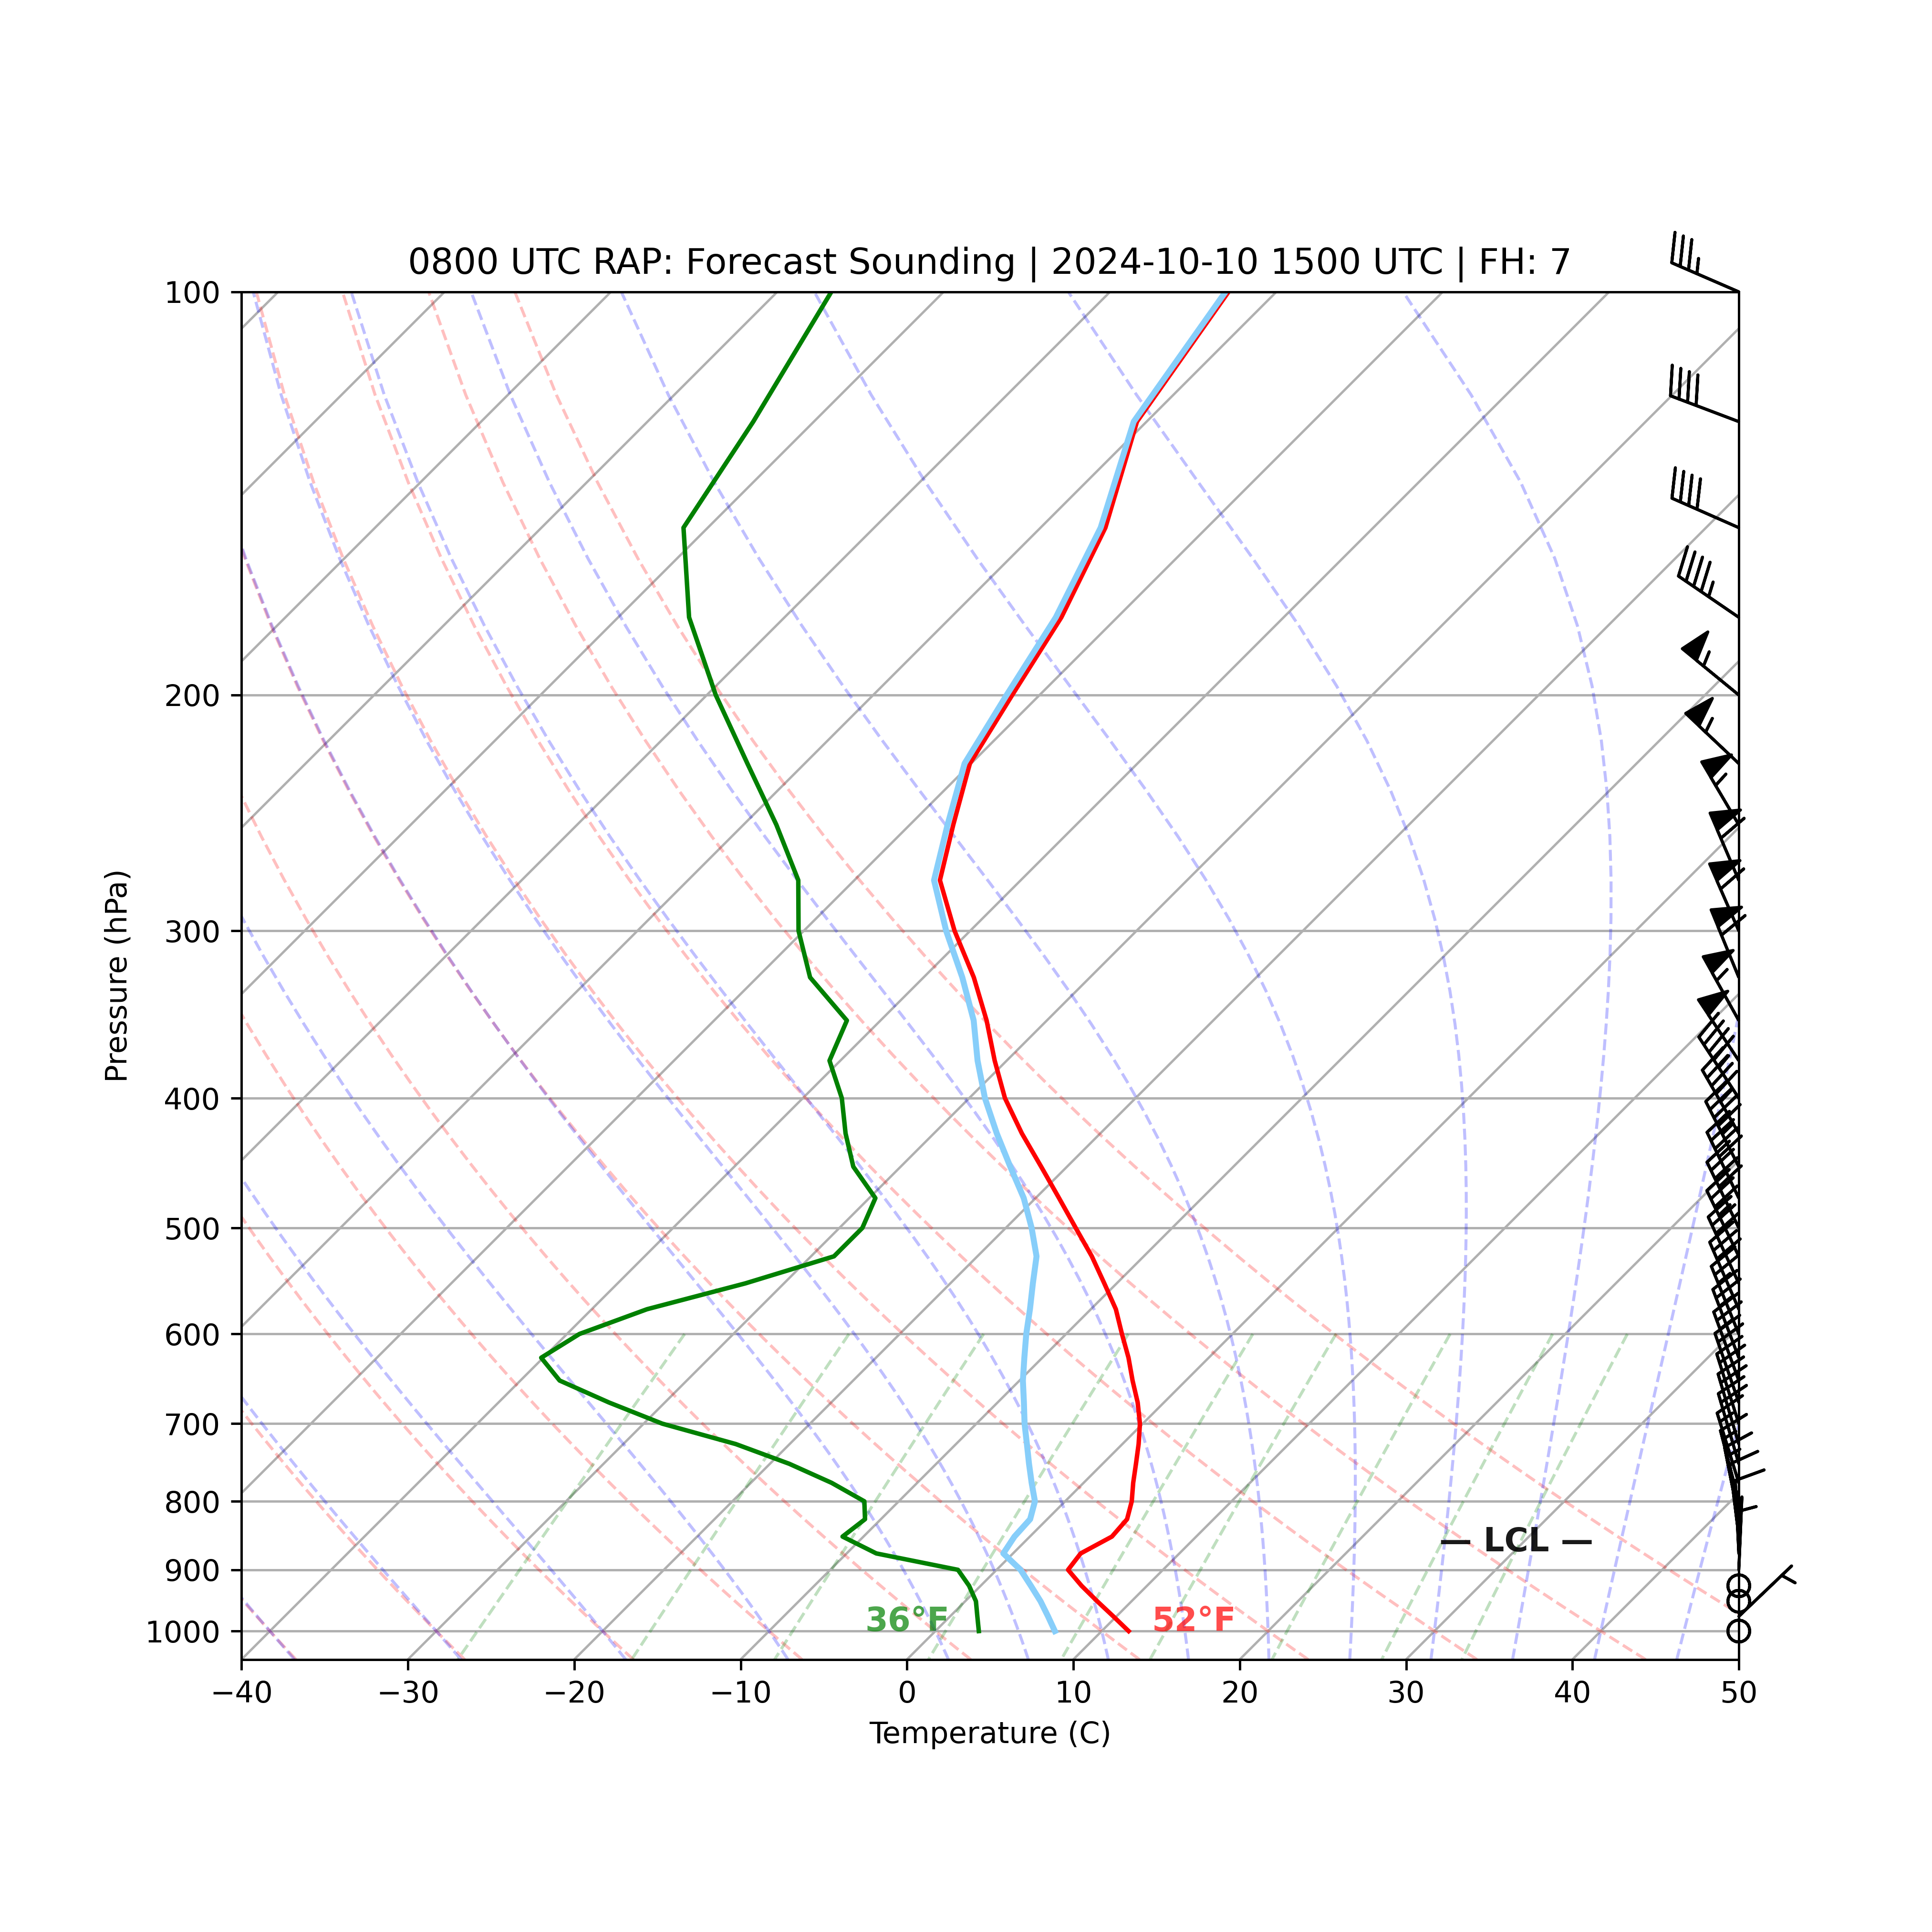 0800 UTC RAP: Forecast Sounding | 2024-10-10 1500 UTC | FH: 7
100
200
300
400
500
600
700
800
900
1000
Pressure (hPa)
— LCL —
36°F
52°F
−40 −30 −20 −10 0 10 20 30 40 50
Temperature (C)